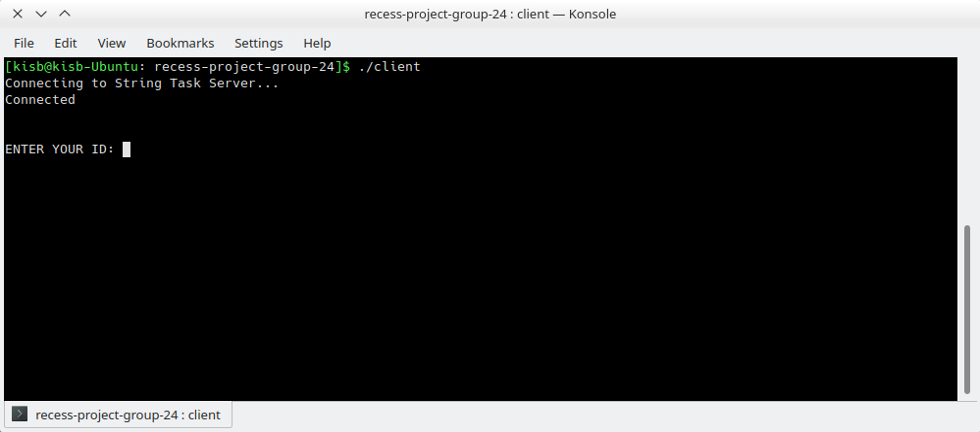 recess-project-group-24 : client — Konsole
File Edit View Bookmarks Settings Help
[kisb@kisb-Ubuntu: recess-project-group-24]$ ./client
Connecting to String Task Server...
Connected
ENTER YOUR ID:
recess-project-group-24 : client